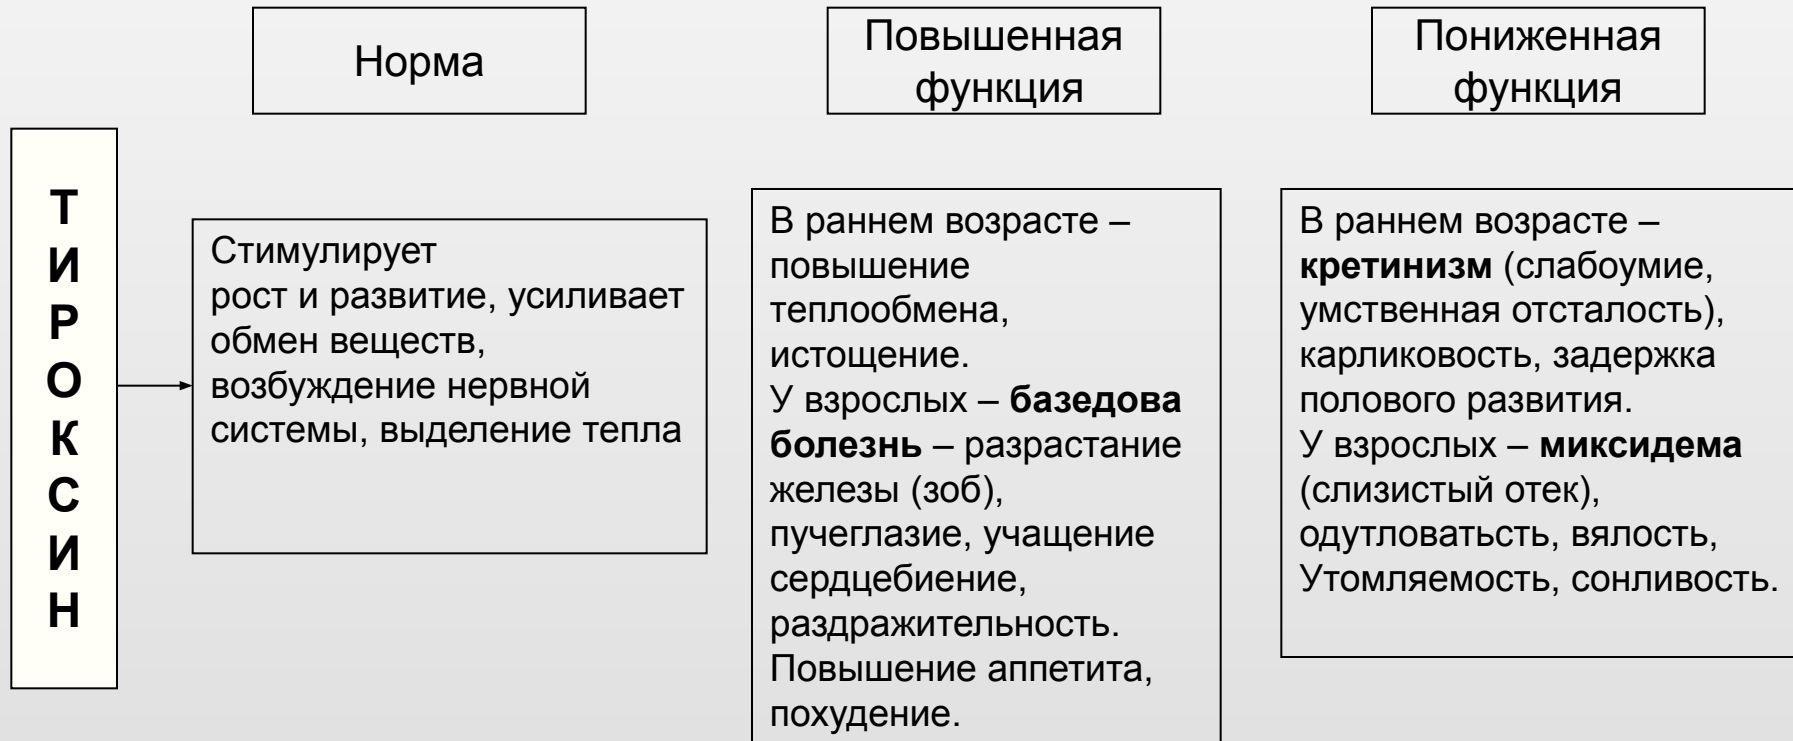 Норма
Повышенная
функция
Пониженная
функция
Т
И
Р
О
К
С
И
Н
Стимулирует
рост и развитие, усиливает
обмен веществ,
возбуждение нервной
системы, выделение тепла
В раннем возрасте –
повышение
теплообмена,
истощение.
У взрослых – базедова
болезнь – разрастание
железы (зоб),
пучеглазие, учащение
сердцебиение,
раздражительность.
Повышение аппетита,
похудение.
В раннем возрасте –
кретинизм (слабоумие,
умственная отсталость),
карликовость, задержка
полового развития.
У взрослых – миксидема
(слизистый отек),
одутловатьсть, вялость,
Утомляемость, сонливость.